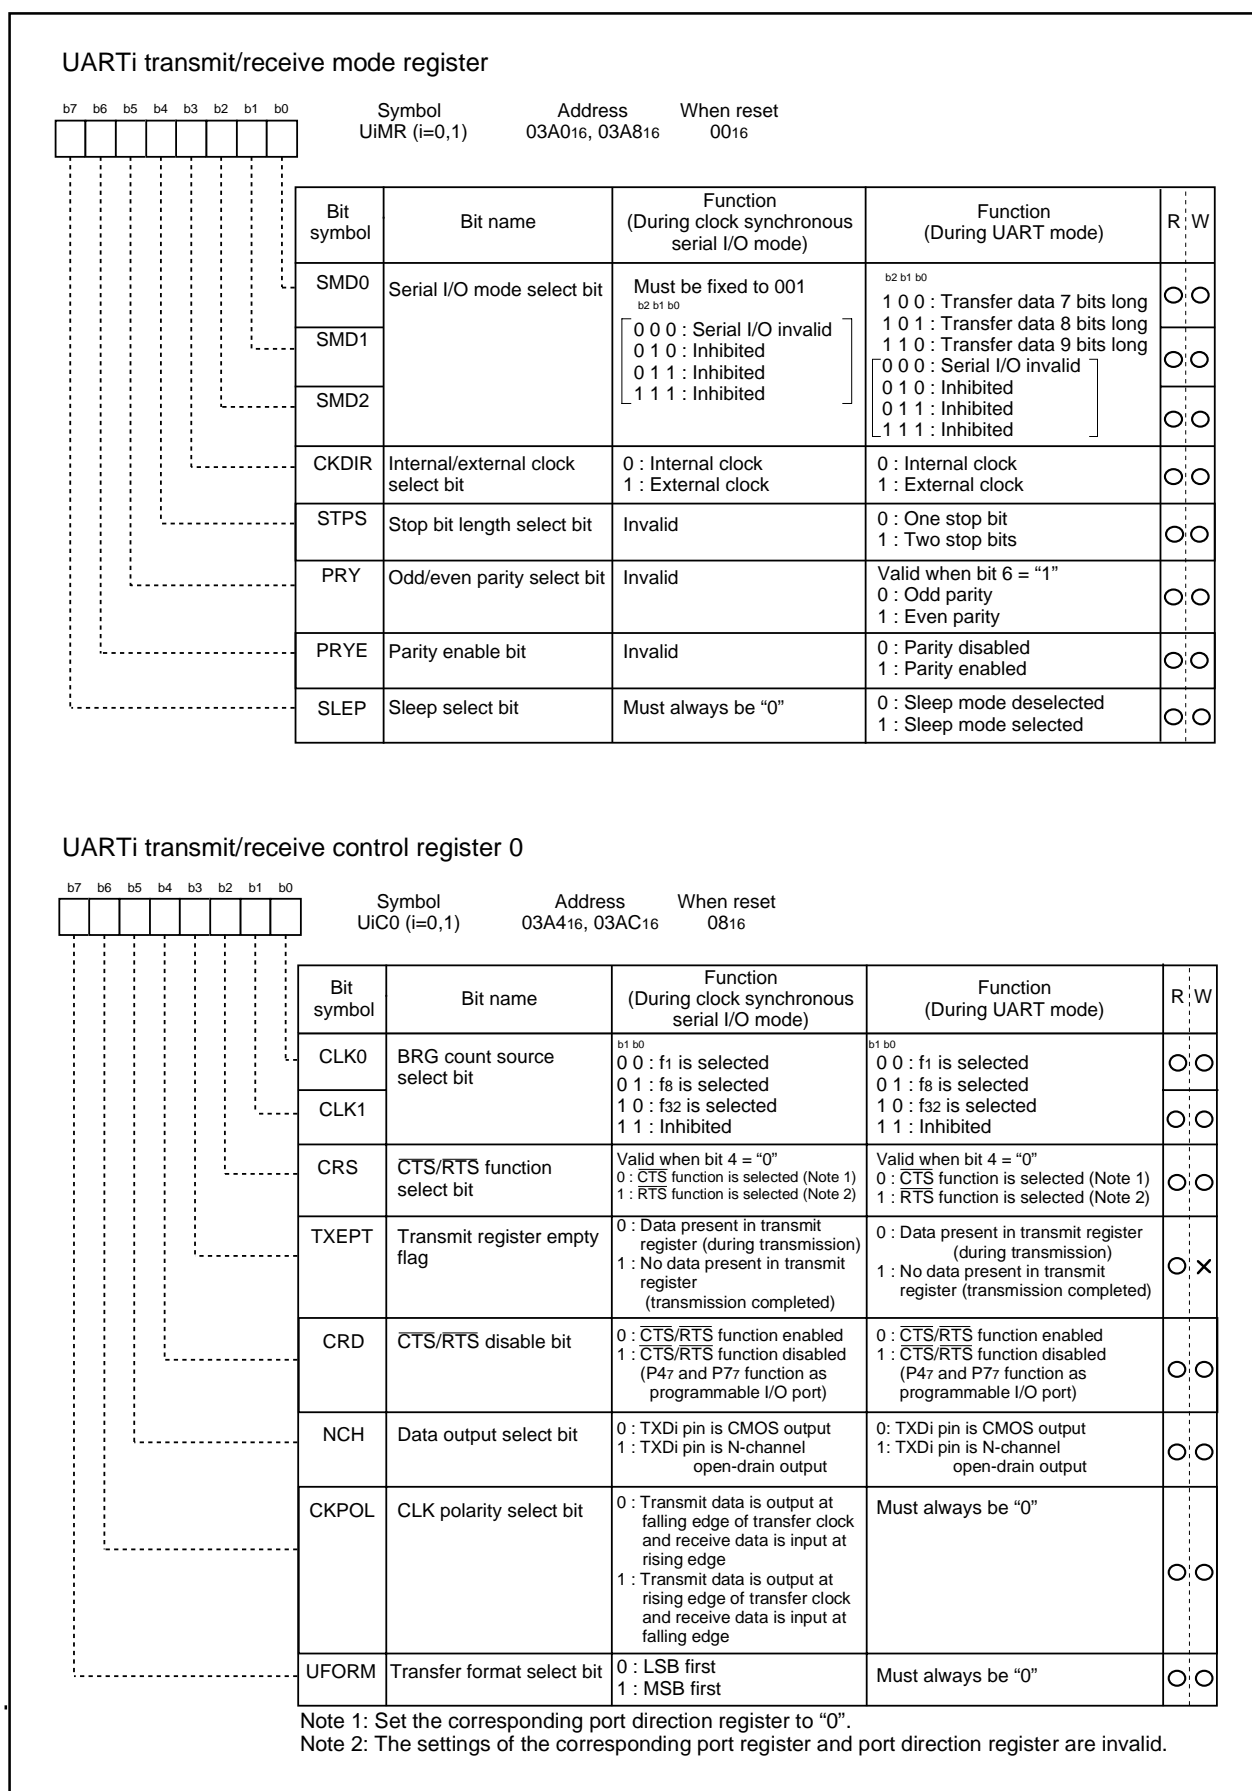 UARTi transmit/receive mode register
b7 b6 b5 b4 b3 b2 b1 b0
Symbol Address When reset
UiMR (i=0,1) 03A016, 03A816 0016
Bit symbol
Bit name
Function
(During clock synchronous
serial I/O mode)
Function
(During UART mode)
R W
SMD0
SMD1
SMD2
Serial I/O mode select bit
Must be fixed to 001
b2 b1 b0
0 0 0 : Serial I/O invalid
0 1 0 : Inhibited
0 1 1 : Inhibited
1 1 1 : Inhibited
b2 b1 b0
1 0 0 : Transfer data 7 bits long
1 0 1 : Transfer data 8 bits long
1 1 0 : Transfer data 9 bits long
0 0 0 : Serial I/O invalid
0 1 0 : Inhibited
0 1 1 : Inhibited
1 1 1 : Inhibited
CKDIR
Internal/external clock
select bit
0 : Internal clock
1 : External clock
0 : Internal clock
1 : External clock
STPS
Stop bit length select bit
Invalid
0 : One stop bit
1 : Two stop bits
PRY
Odd/even parity select bit
Invalid
Valid when bit 6 = “1”
0 : Odd parity
1 : Even parity
PRYE
Parity enable bit
Invalid
0 : Parity disabled
1 : Parity enabled
SLEP
Sleep select bit
Must always be “0”
0 : Sleep mode deselected
1 : Sleep mode selected
UARTi transmit/receive control register 0
b7 b6 b5 b4 b3 b2 b1 b0
Symbol Address When reset
UiC0 (i=0,1) 03A416, 03AC16 0816
Bit symbol
Bit name
Function
(During clock synchronous
serial I/O mode)
Function
(During UART mode)
R W
CLK0
CLK1
BRG count source
select bit
b1 b0
0 0 : f1 is selected
0 1 : f8 is selected
1 0 : f32 is selected
1 1 : Inhibited
b1 b0
0 0 : f1 is selected
0 1 : f8 is selected
1 0 : f32 is selected
1 1 : Inhibited
CRS
CTS/RTS function
select bit
Valid when bit 4 = “0”
0 : CTS function is selected (Note 1)
1 : RTS function is selected (Note 2)
Valid when bit 4 = “0”
0 : CTS function is selected (Note 1)
1 : RTS function is selected (Note 2)
TXEPT
Transmit register empty
flag
0 : Data present in transmit
register (during transmission)
1 : No data present in transmit
register
(transmission completed)
0 : Data present in transmit register
(during transmission)
1 : No data present in transmit
register (transmission completed)
CRD
CTS/RTS disable bit
0 : CTS/RTS function enabled
1 : CTS/RTS function disabled
(P47 and P77 function as
programmable I/O port)
0 : CTS/RTS function enabled
1 : CTS/RTS function disabled
(P47 and P77 function as
programmable I/O port)
NCH
Data output select bit
0 : TXDi pin is CMOS output
1 : TXDi pin is N-channel
open-drain output
0: TXDi pin is CMOS output
1: TXDi pin is N-channel
open-drain output
CKPOL
CLK polarity select bit
0 : Transmit data is output at
falling edge of transfer clock
and receive data is input at
rising edge
1 : Transmit data is output at
rising edge of transfer clock
and receive data is input at
falling edge
Must always be “0”
UFORM
Transfer format select bit
0 : LSB first
1 : MSB first
Must always be “0”
Note 1: Set the corresponding port direction register to “0”.
Note 2: The settings of the corresponding port register and port direction register are invalid.